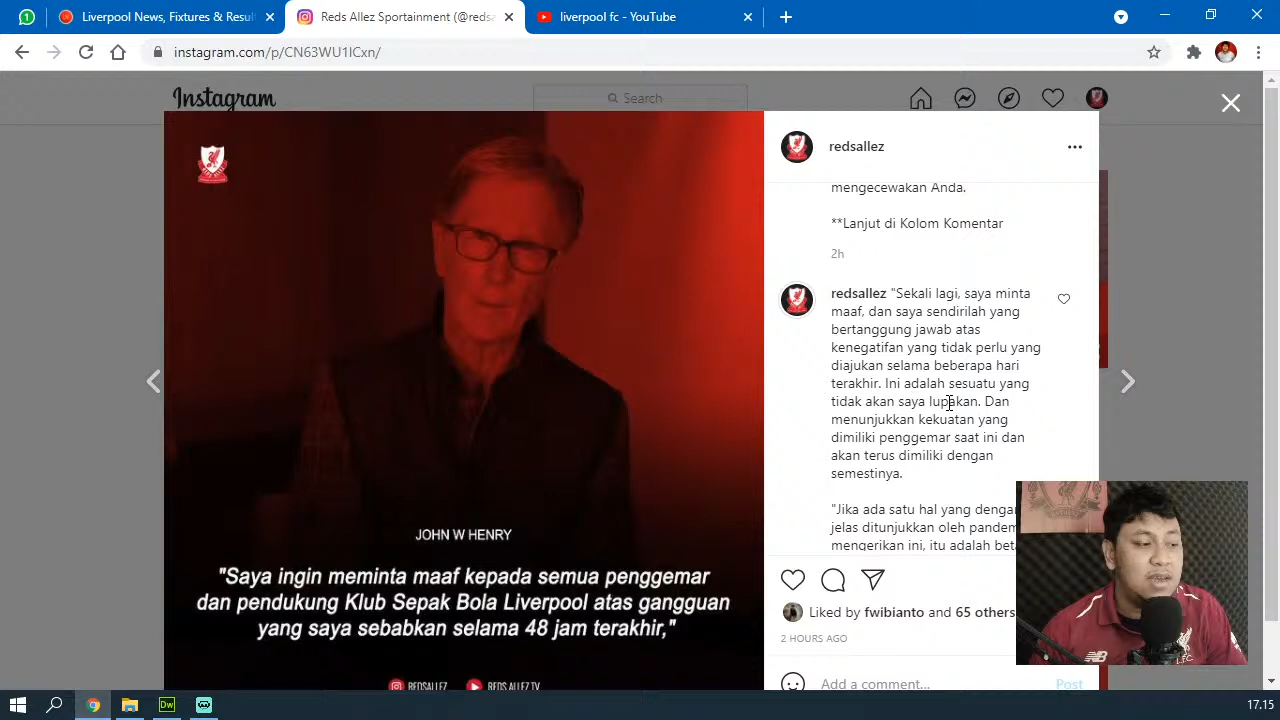 Liverpool News, Fixtures & Resul
Reds Allez Sportainment (@redsa
liverpool fc - YouTube
instagram.com/p/CN63WU1ICxn/
Instagram
Search
redsallez
mengecewakan Anda.
**Lanjut di Kolom Komentar
2h
redsallez "Sekali lagi, saya minta
maaf, dan saya sendirilah yang
bertanggung jawab atas
kenegatifan yang tidak perlu yang
diajukan selama beberapa hari
terakhir. Ini adalah sesuatu yang
tidak akan saya lupakan. Dan
menunjukkan kekuatan yang
dimiliki penggemar saat ini dan
akan terus dimiliki dengan
semestinya.
"Jika ada satu hal yang dengan
jelas ditunjukkan oleh pandem
mengerikan ini, itu adalah beta
JOHN W HENRY
"Saya ingin meminta maaf kepada semua penggemar
dan pendukung Klub Sepak Bola Liverpool atas gangguan
yang saya sebabkan selama 48 jam terakhir,"
REDSALLEZ
REDS ALLEZ TV
Liked by fwibianto and 65 others
2 HOURS AGO
Add a comment...
Post
L.F.C.
Dw
17.15